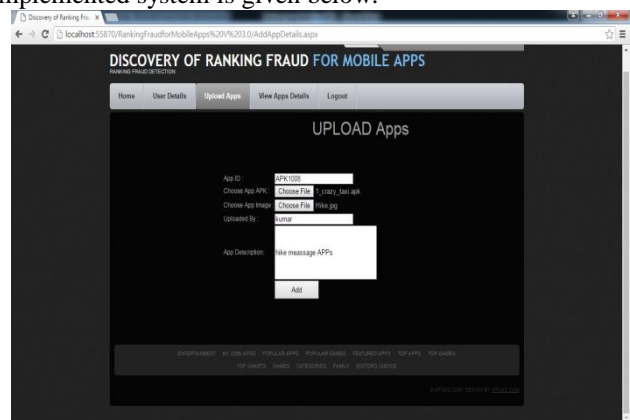 implemented system is given below.
Discovery of Ranking Fra
localhost:55870/RankingFraudforMobileApps%20V%203.0/AddAppDetails.aspx
DISCOVERY OF RANKING FRAUD FOR MOBILE APPS
RANKING FRAUD DETECTION
Home User Details Upload Apps View Apps Details Logout
UPLOAD Apps
App ID : APK1008
Choose App APK : Choose File 1_crazy_taxi.apk
Choose App Image Choose File Hike.jpg
Uploaded By : kumar
App Description: hike meassage APPs
Add
ENTERTAINMENT MY OWN APPS POPULAR APPS POPULAR GAMES FEATURED APPS TOP APPS TOP GAMES
TOP CHARTS GAMES CATEGORIES FAMILY EDITOR'S CHOICE